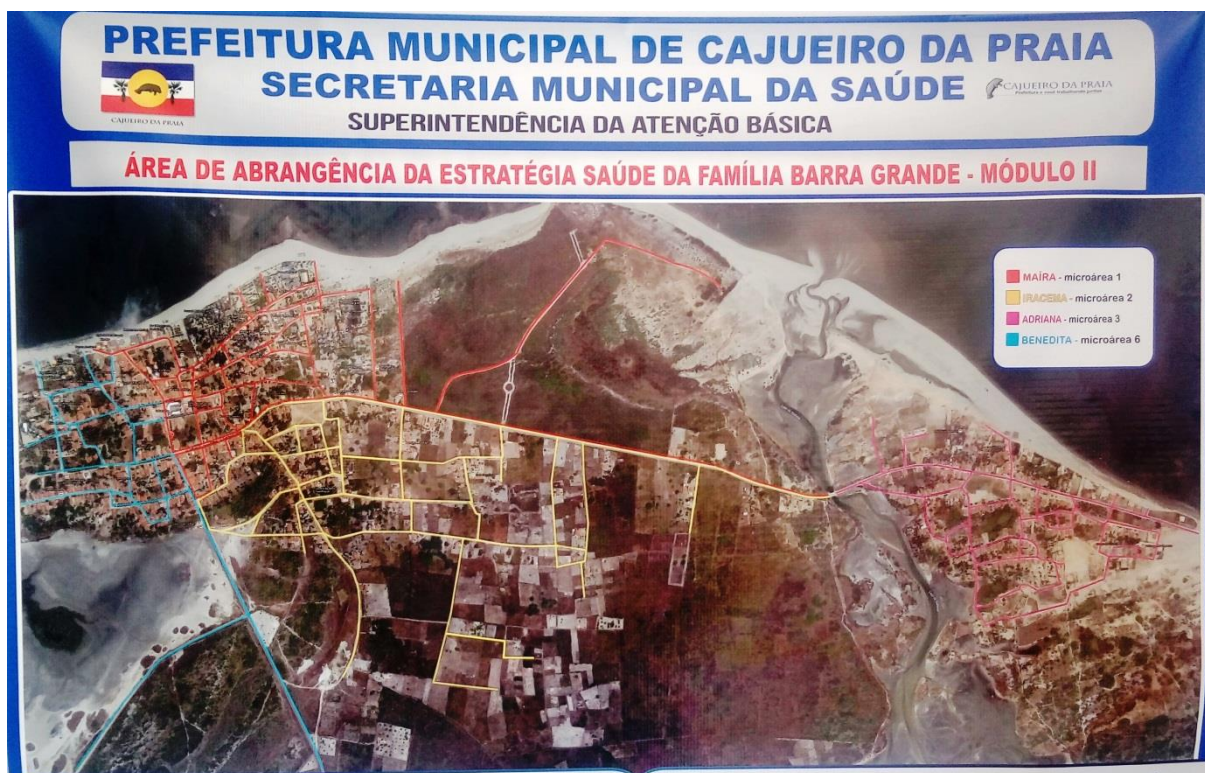 PREFEITURA MUNICIPAL DE CAJUEIRO DA PRAIA
SECRETARIA MUNICIPAL DA SAÚDE
CAJUEIRO DA PRAIA
CAJUEIRO DA PRAIA
SUPERINTENDÊNCIA DA ATENÇÃO BÁSICA
ÁREA DE ABRANGÊNCIA DA ESTRATÉGIA SAÚDE DA FAMÍLIA BARRA GRANDE - MÓDULO II
MAÍRA - microárea 1
IRACEMA - microárea 2
ADRIANA - microárea 3
BENEDITA - microárea 6